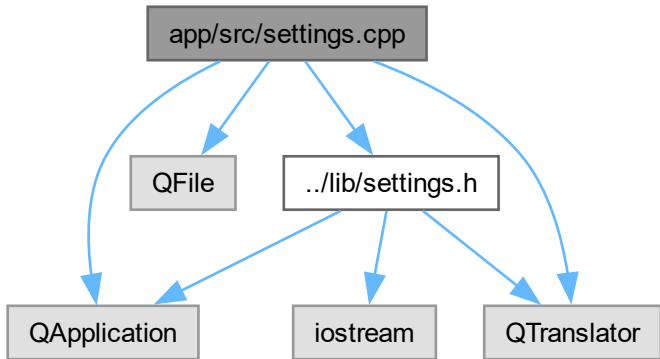 app/src/settings.cpp
QFile
../lib/settings.h
QApplication
iostream
QTranslator